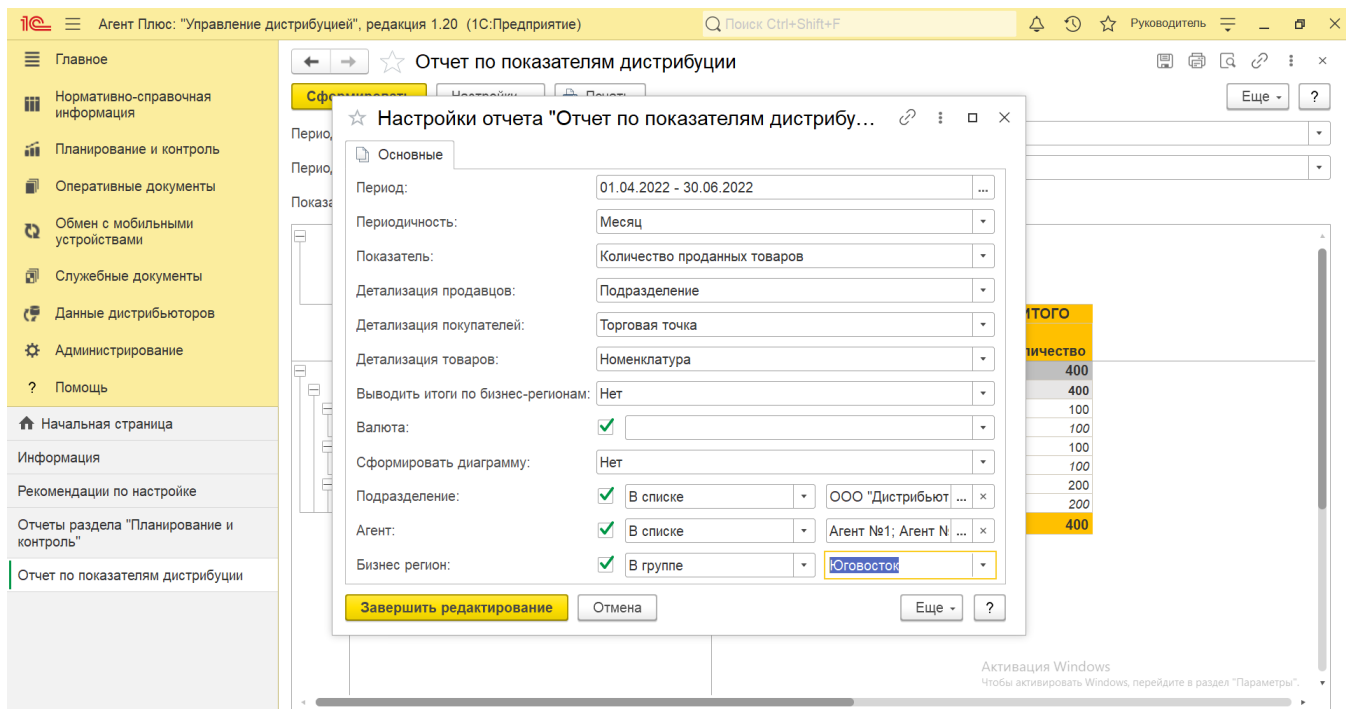 1С Агент Плюс: "Управление дистрибуцией", редакция 1.20 (1С:Предприятие) Поиск Ctrl+Shift+F Руководитель
Главное
Нормативно-справочная
информация
Планирование и контроль
Оперативные документы
Обмен с мобильными
устройствами
Служебные документы
Данные дистрибьюторов
Администрирование
? Помощь
Начальная страница
Информация
Рекомендации по настройке
Отчеты раздела "Планирование и
контроль"
Отчет по показателям дистрибуции
Отчет по показателям дистрибуции
Еще ?
Настройки отчета "Отчет по показателям дистрибу...
Основные
Период: 01.04.2022 - 30.06.2022 ...
Периодичность: Месяц
Показатель: Количество проданных товаров
Детализация продавцов: Подразделение
Детализация покупателей: Торговая точка
Детализация товаров: Номенклатура
Выводить итоги по бизнес-регионам: Нет
Валюта:
Сформировать диаграмму: Нет
Подразделение: В списке ООО "Дистрибьют ... ×
Агент: В списке Агент №1; Агент № ... ×
Бизнес регион: В группе Юговосток
Завершить редактирование Отмена Еще ?
400
400
100
100
100
100
200
200
400
Активация Windows
Чтобы активировать Windows, перейдите в раздел "Параметры".